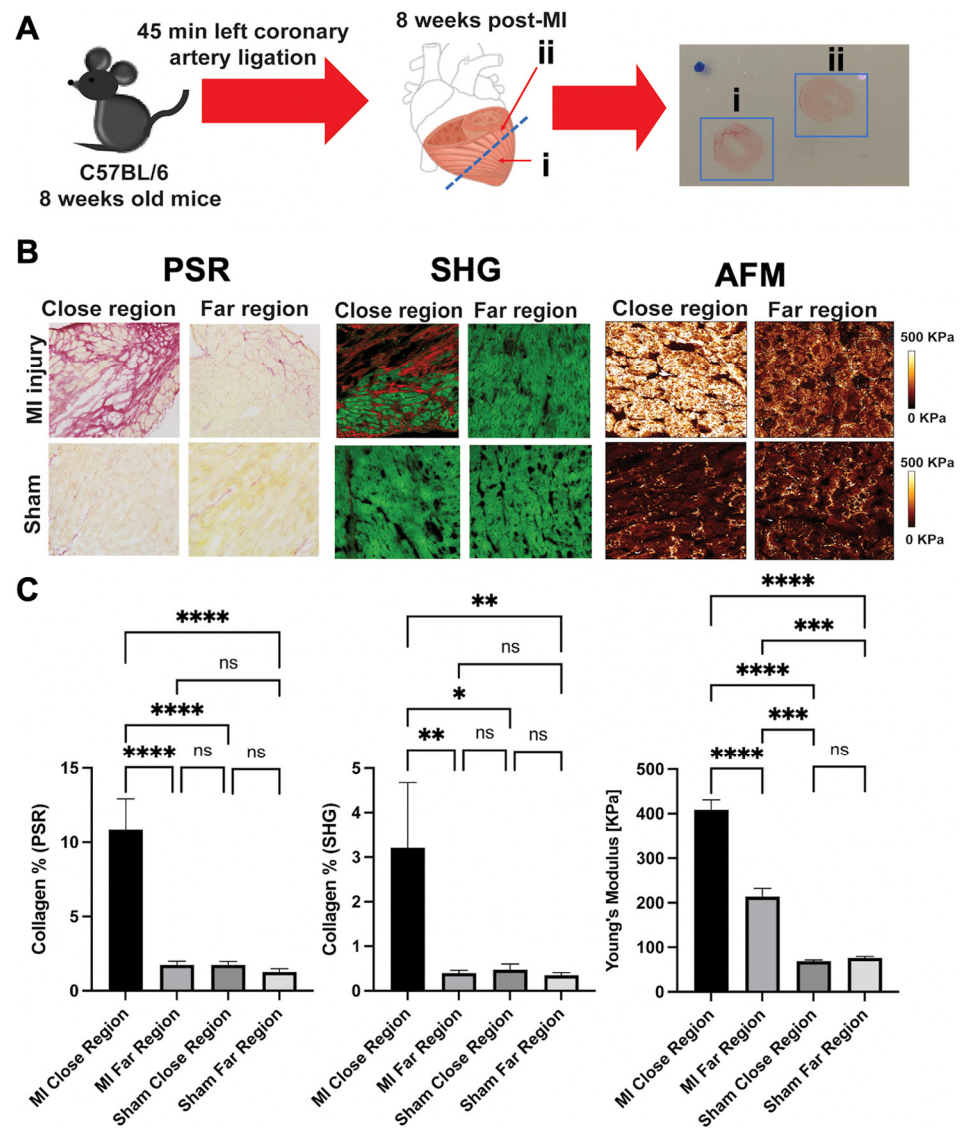 A
45 min left coronary
artery ligation
8 weeks post-MI
ii
i
i
ii
C57BL/6
8 weeks old mice
B
PSR
SHG
AFM
Close region
Far region
Close region
Far region
Close region
Far region
MI injury
Sham
500 KPa
0 KPa
500 KPa
0 KPa
C
****
ns
****
****
ns
ns
15
10
5
0
Collagen % (PSR)
MI Close Region
MI Far Region
Sham Close Region
Sham Far Region
**
ns
*
**
ns
ns
5
4
3
2
1
0
Collagen % (SHG)
MI Close Region
MI Far Region
Sham Close Region
Sham Far Region
****
***
****
***
****
ns
500
400
300
200
100
0
Young's Modulus [KPa]
MI Close Region
MI Far Region
Sham Close Region
Sham Far Region